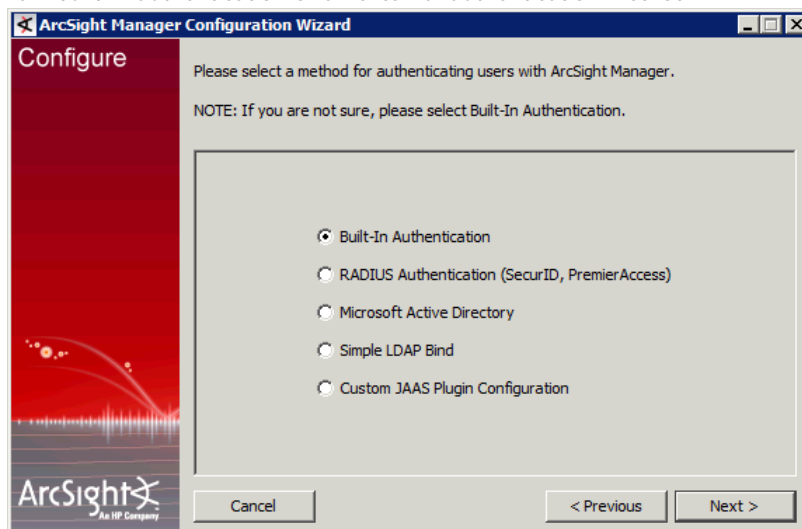 ArcSight Manager Configuration Wizard
Configure
Please select a method for authenticating users with ArcSight Manager.
NOTE: If you are not sure, please select Built-In Authentication.
Built-In Authentication
RADIUS Authentication (SecurID, PremierAccess)
Microsoft Active Directory
Simple LDAP Bind
Custom JAAS Plugin Configuration
ArcSight
An HP Company
Cancel
< Previous
Next >